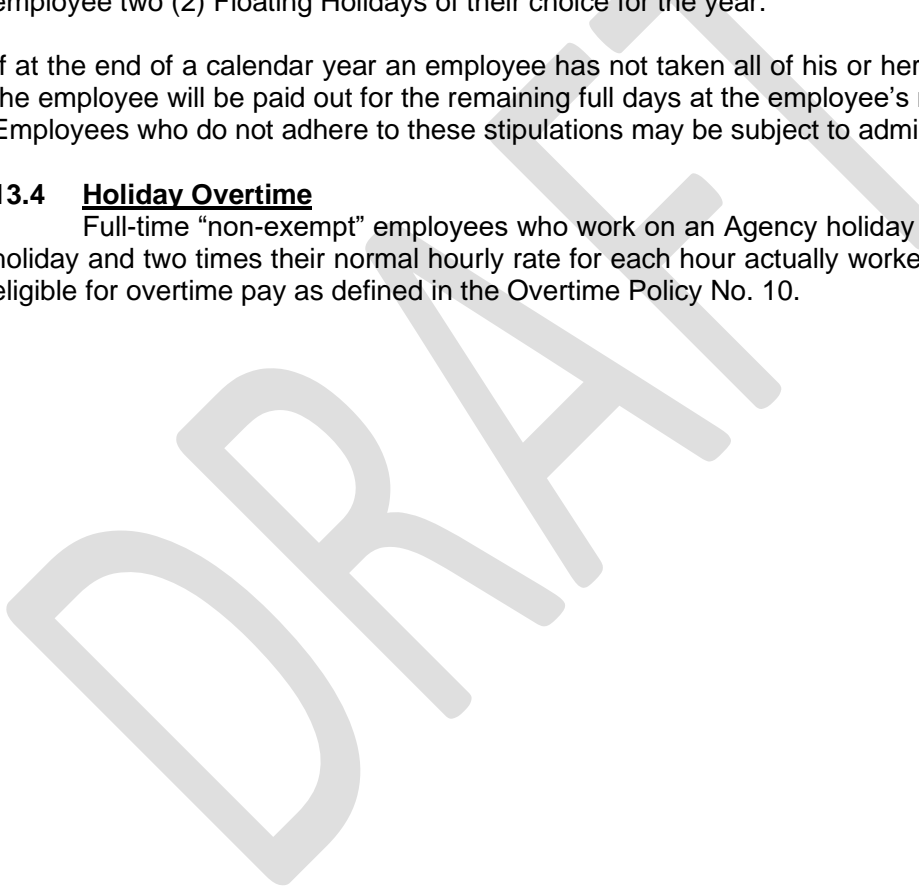 employee two (2) Floating Holidays of their choice for the year.
f at the end of a calendar year an employee has not taken all of his or her
he employee will be paid out for the remaining full days at the employee’s
Employees who do not adhere to these stipulations may be subject to
13.4 Holiday Overtime
Full-time “non-exempt” employees who work on an Agency holiday
holiday and two times their normal hourly rate for each hour actually
eligible for overtime pay as defined in the Overtime Policy No. 10.
DRAFT